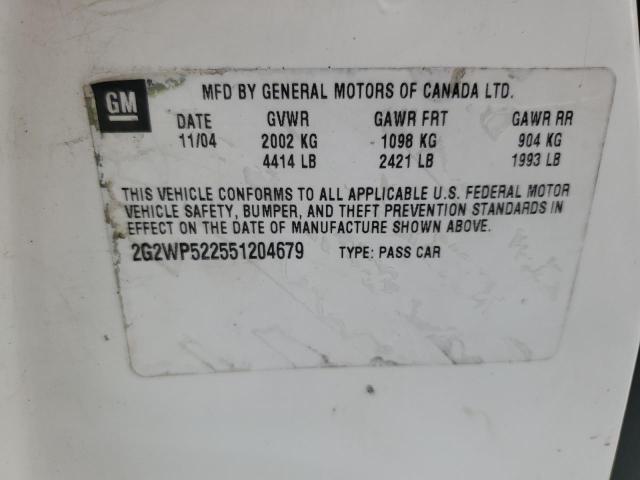 GM MFD BY GENERAL MOTORS OF CANADA LTD.
DATE GVWR GAWR FRT GAWR RR
11/04 2002 KG 1098 KG 904 KG
4414 LB 2421 LB 1993 LB
THIS VEHICLE CONFORMS TO ALL APPLICABLE U.S. FEDERAL MOTOR
VEHICLE SAFETY, BUMPER, AND THEFT PREVENTION STANDARDS IN
EFFECT ON THE DATE OF MANUFACTURE SHOWN ABOVE.
2G2WP522551204679 TYPE: PASS CAR